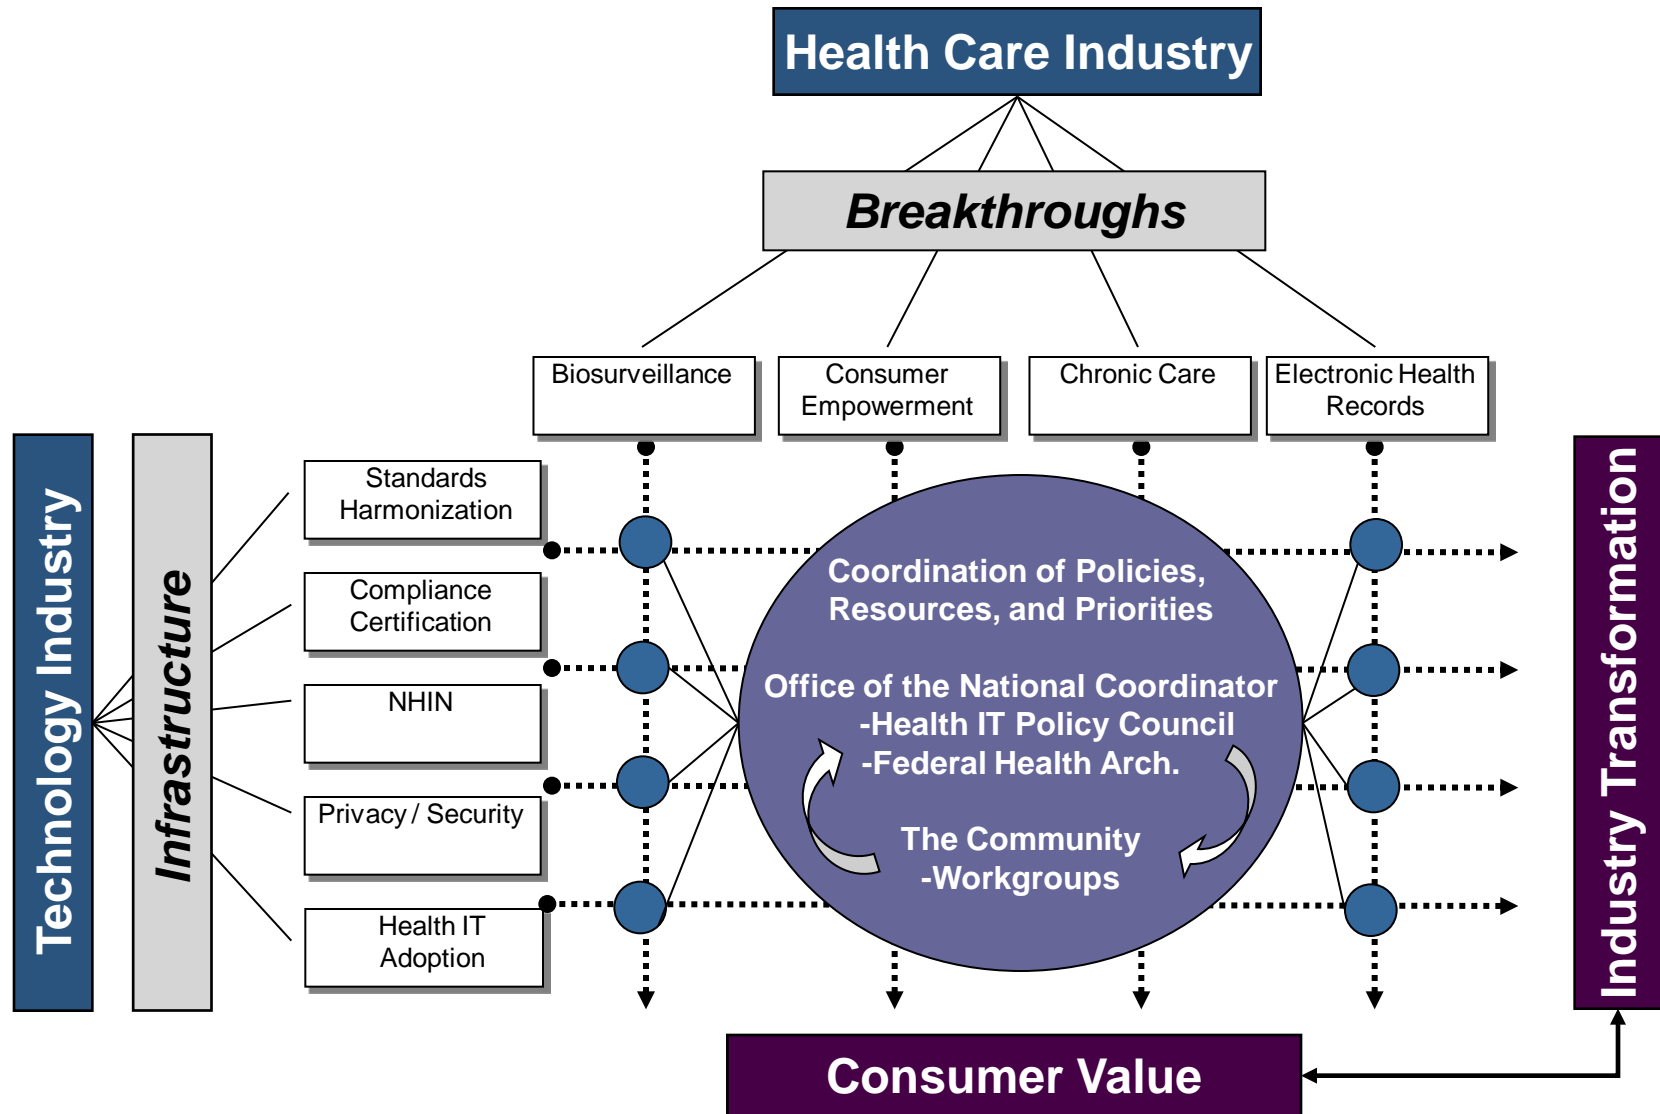 Health Care Industry
Breakthroughs
Biosurveillance
Consumer
Empowerment
Chronic Care
Electronic Health
Records
Technology Industry
Infrastructure
Standards
Harmonization
Compliance
Certification
NHIN
Privacy / Security
Health IT
Adoption
Coordination of Policies,
Resources, and Priorities
Office of the National Coordinator
-Health IT Policy Council
-Federal Health Arch.
The Community
-Workgroups
Industry Transformation
Consumer Value